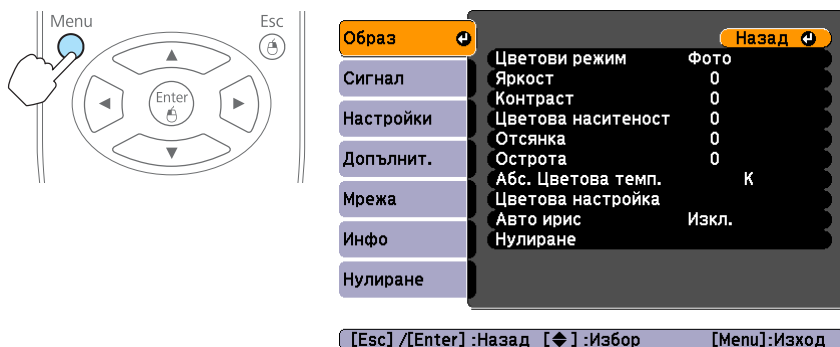 Menu
Esc
Enter
Образ
Сигнал
Настройки
Допълнит.
Мрежа
Инфо
Нулиране
Назад
Цветови режим Фото
Яркост 0
Контраст 0
Цветова наситеност 0
Отсянка 0
Острота 0
Абс. Цветова темп. K
Цветова настройка
Авто ирис Изкл.
Нулиране
[Esc] /[Enter] :Назад [◆] :Избор [Menu]:Изход